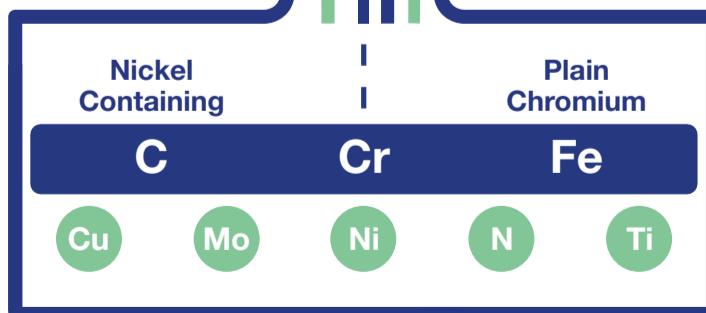 Nickel
Containing
Plain
Chromium
C Cr Fe
Cu Mo Ni N Ti